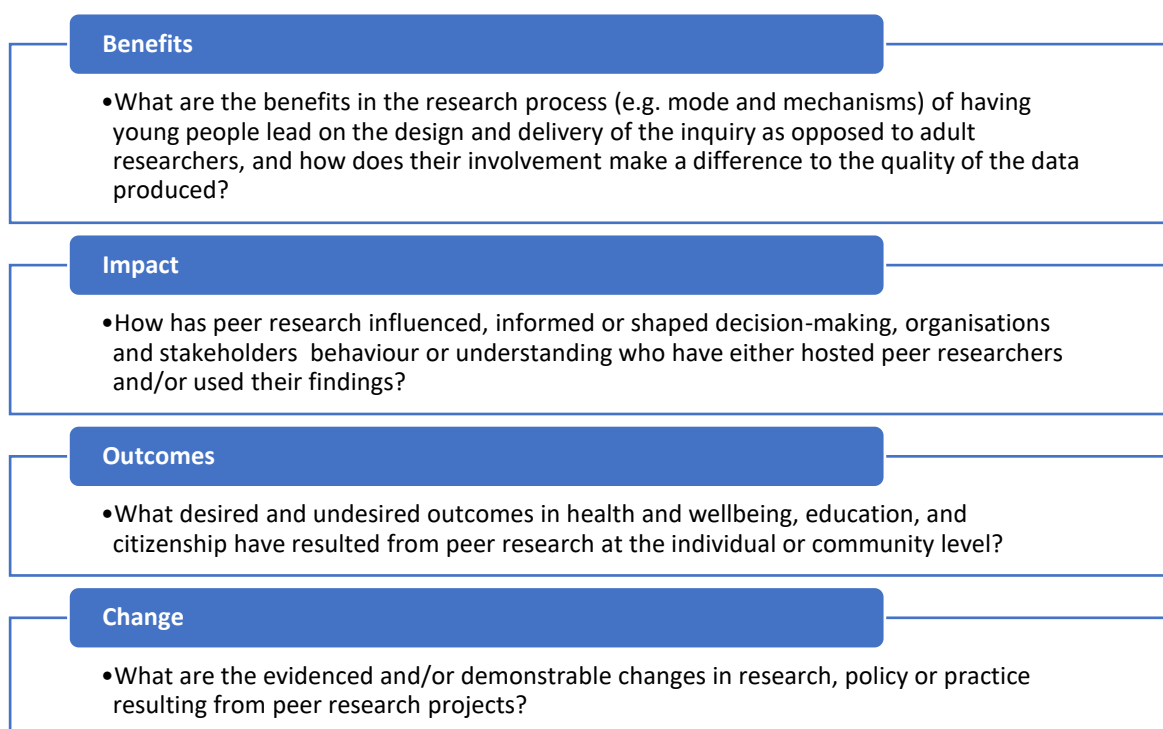 Benefits
•What are the benefits in the research process (e.g. mode and mechanisms) of having
young people lead on the design and delivery of the inquiry as opposed to adult
researchers, and how does their involvement make a difference to the quality of the data
produced?
Impact
•How has peer research influenced, informed or shaped decision-making, organisations
and stakeholders  behaviour or understanding who have either hosted peer researchers
and/or used their findings?
Outcomes
•What desired and undesired outcomes in health and wellbeing, education, and
citizenship have resulted from peer research at the individual or community level?
Change
•What are the evidenced and/or demonstrable changes in research, policy or practice
resulting from peer research projects?